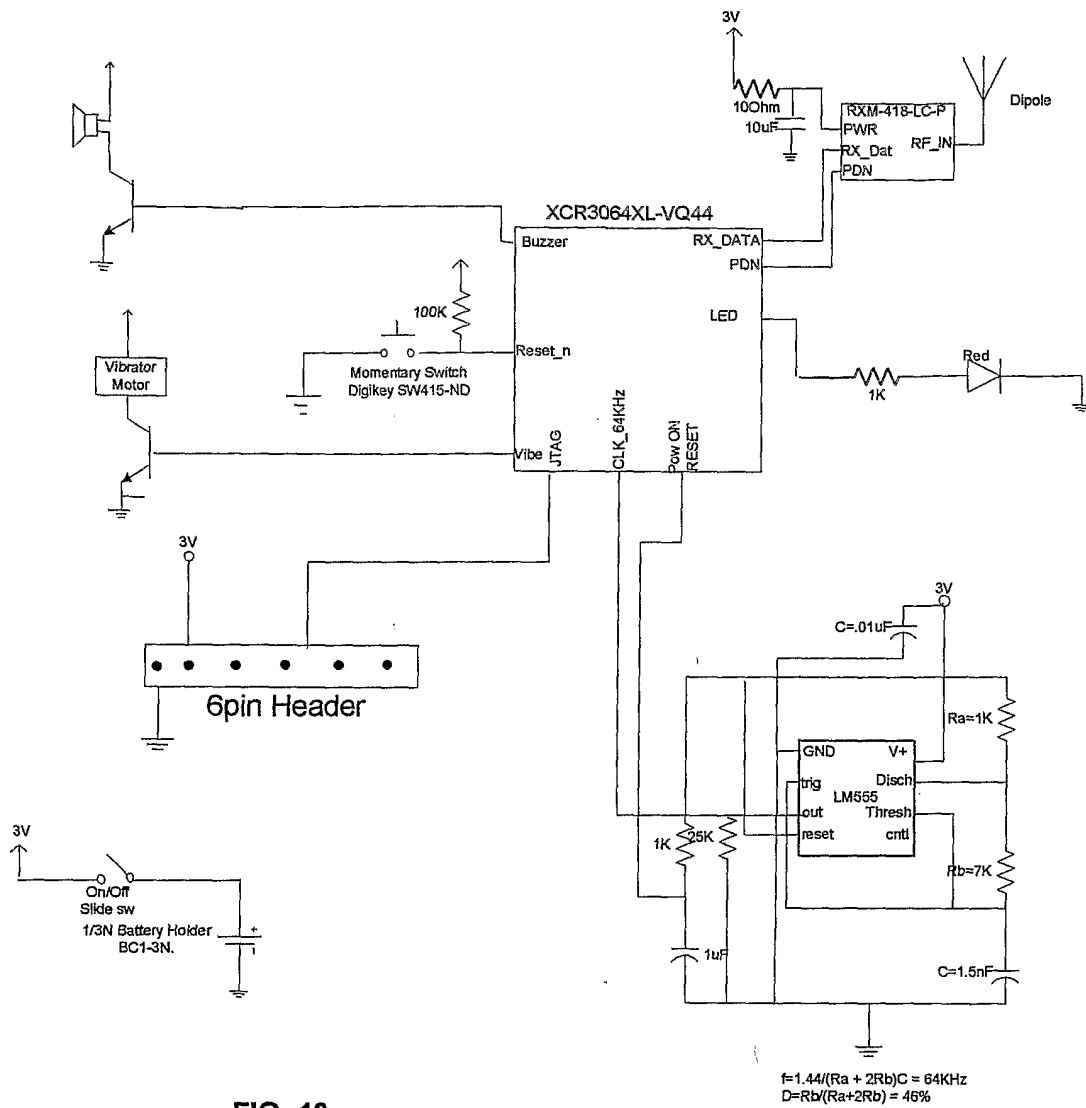 3V
10Ohm
10uF
RXM-418-LC-P
PWR
RX_Dat
PDN
RF_IN
Dipole
XCR3064XL-VQ44
Buzzer
RX_DATA
PDN
LED
Reset_n
Vibe
JTAG
CLK_64KHz
Pow ON
RESET
100K
Momentary Switch
Digikey SW415-ND
Vibrator
Motor
Red
1K
3V
6pin Header
3V
C=.01uF
Ra=1K
GND
V+
trig
Disch
LM555
out
Thresh
reset
cntl
1K
25K
Rb=7K
1uF
C=1.5nF
3V
On/Off
Slide sw
1/3N Battery Holder
BC1-3N.
+
f=1.44/(Ra + 2Rb)C = 64KHz
D=Rb/(Ra+2Rb) = 46%